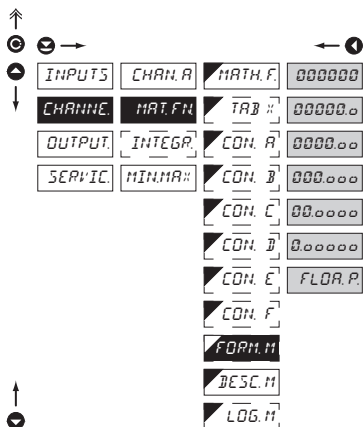 INPUTS CHAN. A MATH. F. 000000
CHANNE. MAT. FN. TAB X 00000.0
OUTPUT. INTEGR. CON. A 0000.00
SERVIC. MIN.MAX CON. B 000.000
CON. C 00.0000
CON. D 0.00000
CON. E FLOA. P.
CON. F
FORM. M
DESC. M
LOG. M